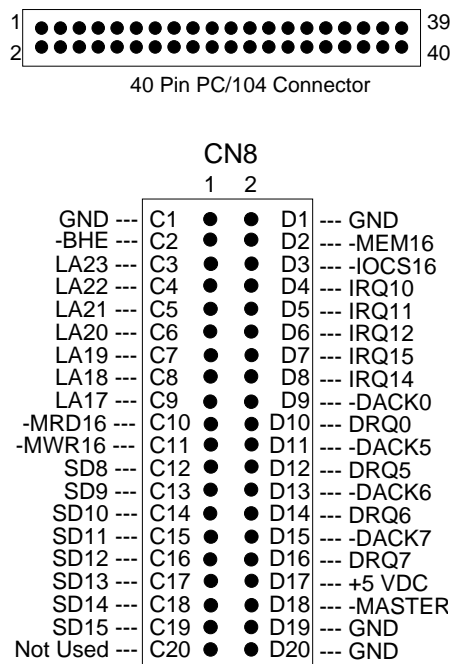 1 39
2 40
40 Pin PC/104 Connector
CN8
1 2
GND --- C1 D1 --- GND
-BHE --- C2 D2 --- -MEM16
LA23 --- C3 D3 --- -IOCS16
LA22 --- C4 D4 --- IRQ10
LA21 --- C5 D5 --- IRQ11
LA20 --- C6 D6 --- IRQ12
LA19 --- C7 D7 --- IRQ15
LA18 --- C8 D8 --- IRQ14
LA17 --- C9 D9 --- -DACK0
-MRD16 --- C10 D10 --- DRQ0
-MWR16 --- C11 D11 --- -DACK5
SD8 --- C12 D12 --- DRQ5
SD9 --- C13 D13 --- -DACK6
SD10 --- C14 D14 --- DRQ6
SD11 --- C15 D15 --- -DACK7
SD12 --- C16 D16 --- DRQ7
SD13 --- C17 D17 --- +5 VDC
SD14 --- C18 D18 --- -MASTER
SD15 --- C19 D19 --- GND
Not Used --- C20 D20 --- GND